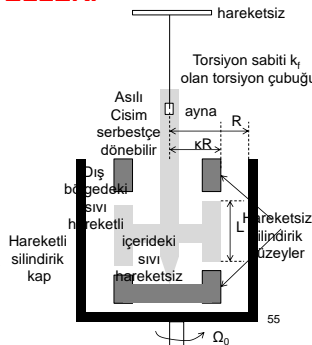 hareketsiz
Torsiyon sabiti kf
olan torsiyon çubuğu
Asılı
Cisim
serbestçe
dönebilir
ayna
R
κR
Dış
bölgedeki
sıvı
hareketli
Hareketli
silindirik
kap
içerideki
sıvı
hareketsiz
L
Hareketsiz
silindirik
yüzeyler
55
Ω0